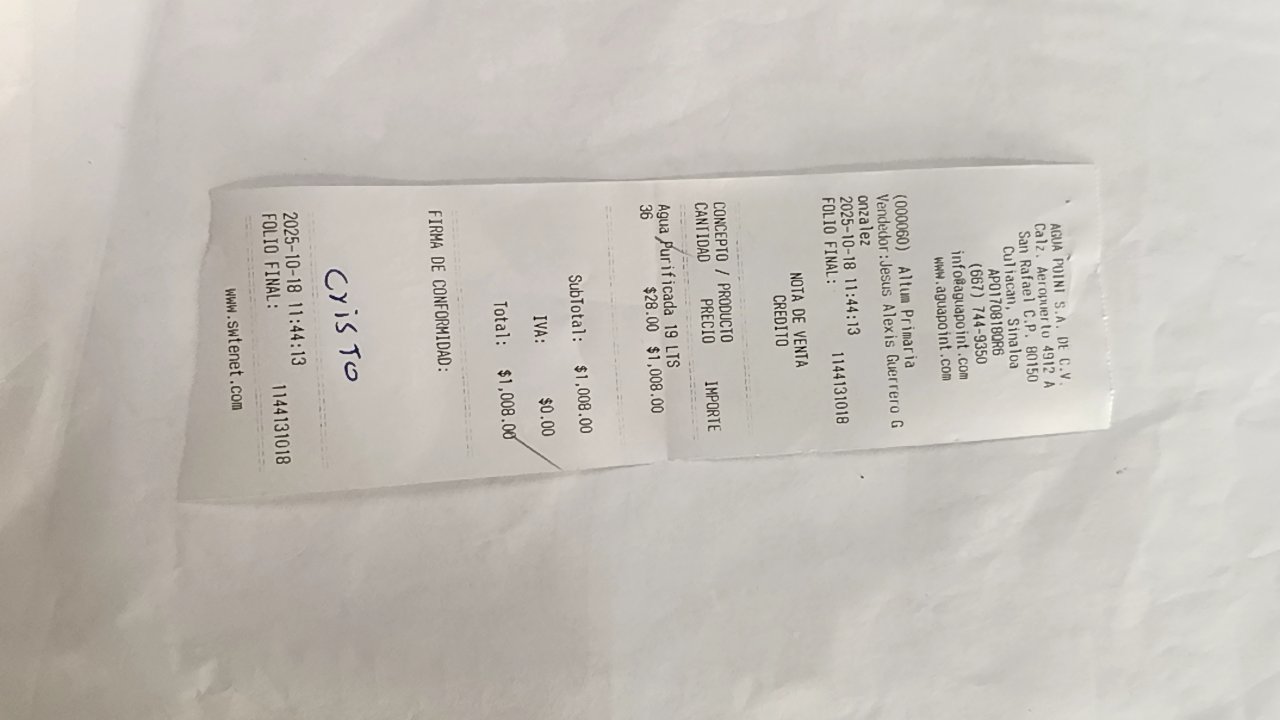 AGUA POINT S.A. DE C.V.
Calz. Aeropuerto 4912 A
San Rafael C.P. 80150
Culiacan, Sinaloa
APO170818QR6
(667) 744-9350
info@aguapoint.com
www.aguapoint.com
(000060) Altum Primaria
Vendedor:Jesus Alexis Guerrero G
onzalez
2025-10-18 11:44:13 1144131018
FOLIO FINAL:
NOTA DE VENTA
CREDITO
CONCEPTO / PRODUCTO
CANTIDAD PRECIO IMPORTE
Agua Purificada 19 LTS
36 $28.00 $1,008.00
SubTotal: $1,008.00
IVA: $0.00
Total: $1,008.00
FIRMA DE CONFORMIDAD:
CrisTO
2025-10-18 11:44:13 1144131018
FOLIO FINAL:
www.swtenet.com